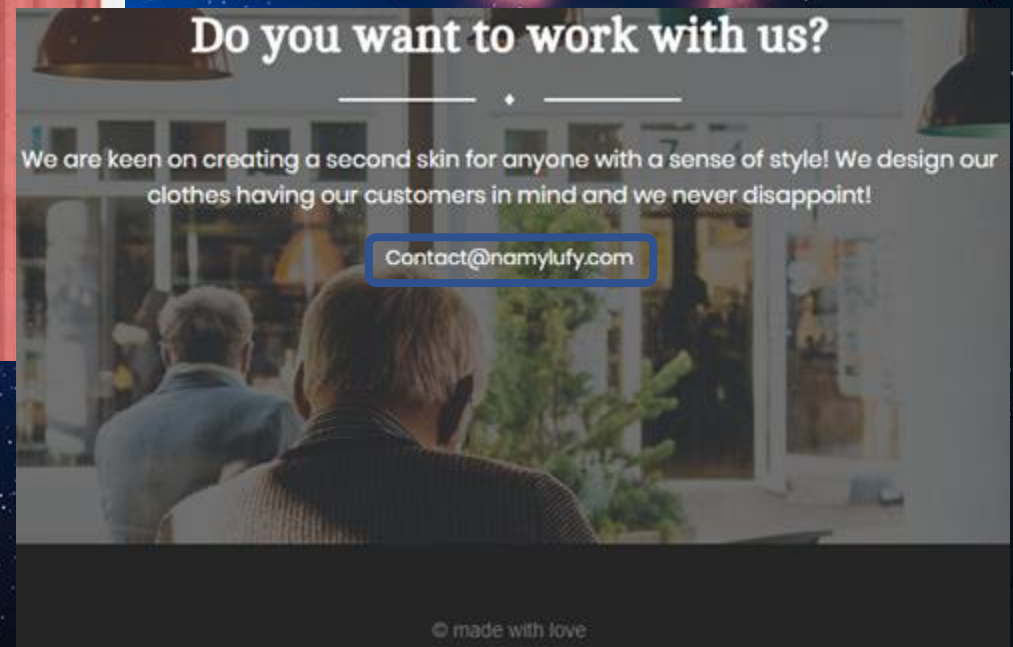 Do you want to work with us?
We are keen on creating a second skin for anyone with a sense of style! We design our
clothes having our customers in mind and we never disappoint!
Contact@namylufy.com
© made with love